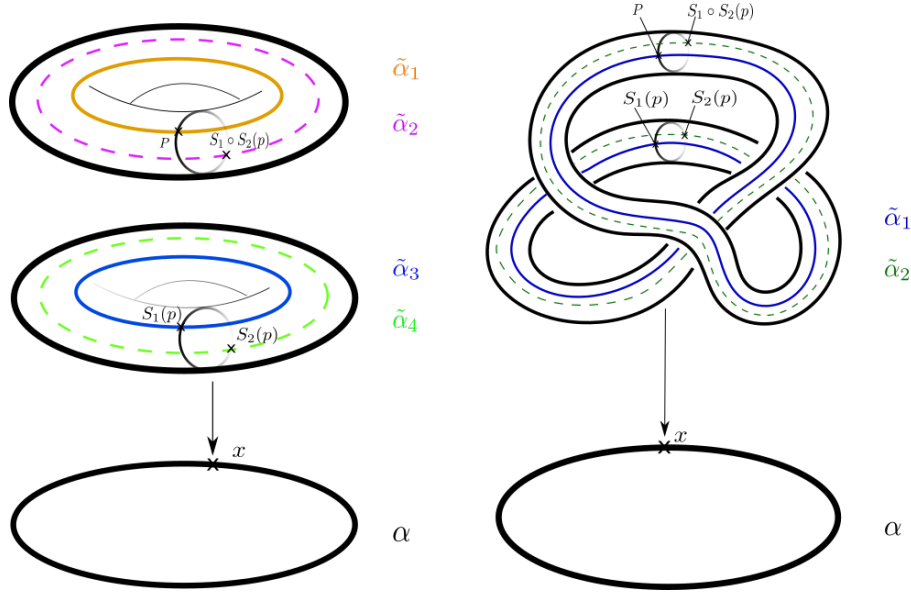 α̃₁
α̃₂
P
S₁ ∘ S₂(p)
α̃₃
α̃₄
S₁(p)
S₂(p)
x
α
P
S₁ ∘ S₂(p)
S₁(p)
S₂(p)
α̃₁
α̃₂
x
α